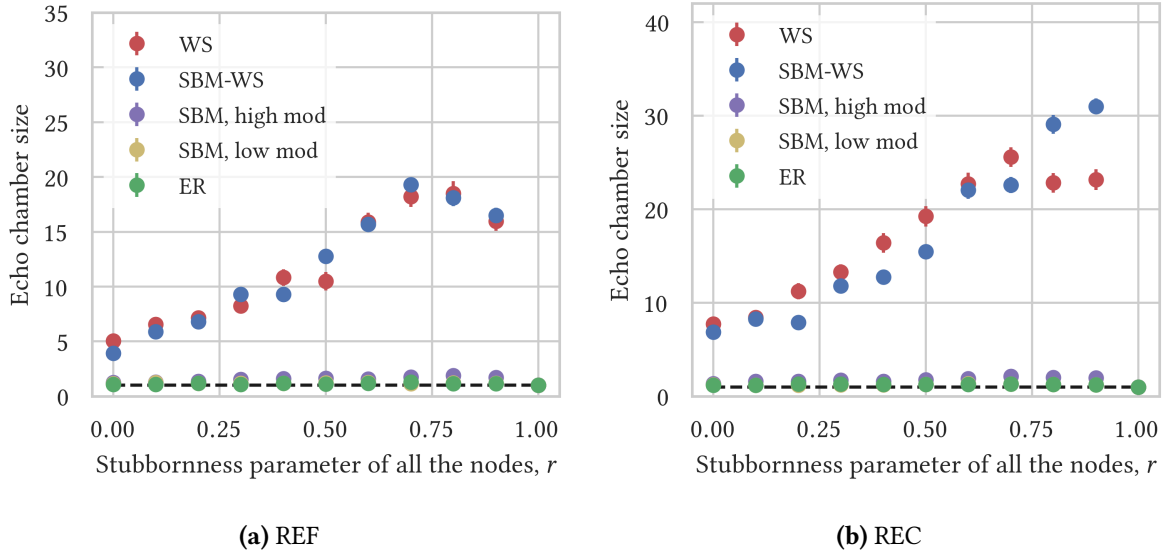 35
30
25
20
15
10
5
0
Echo chamber size
WS
SBM-WS
SBM, high mod
SBM, low mod
ER
0.00 0.25 0.50 0.75 1.00
Stubbornness parameter of all the nodes, r
(a) REF
40
30
20
10
0
Echo chamber size
WS
SBM-WS
SBM, high mod
SBM, low mod
ER
0.00 0.25 0.50 0.75 1.00
Stubbornness parameter of all the nodes, r
(b) REC